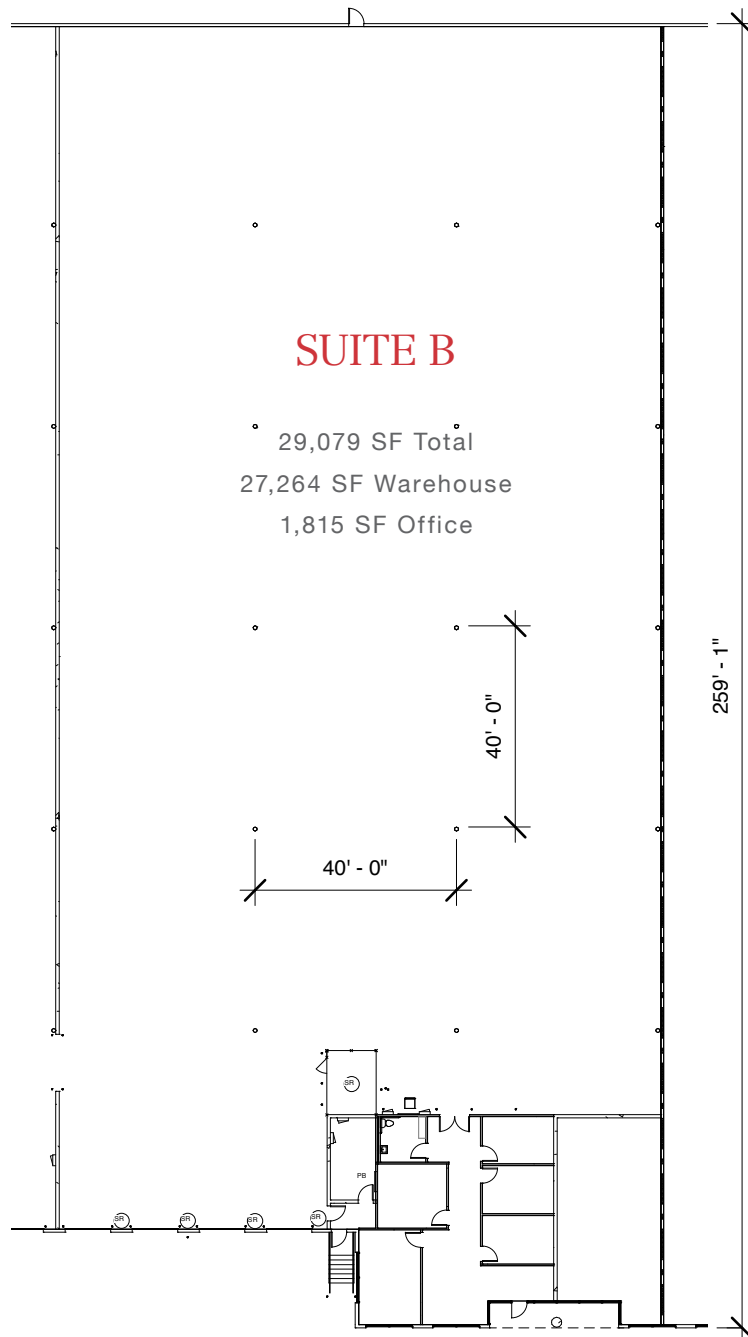 SUITE B
29,079 SF Total
27,264 SF Warehouse
1,815 SF Office
259' - 1"
40' - 0"
40' - 0"
SR
PB
SR
SR
SR
SR